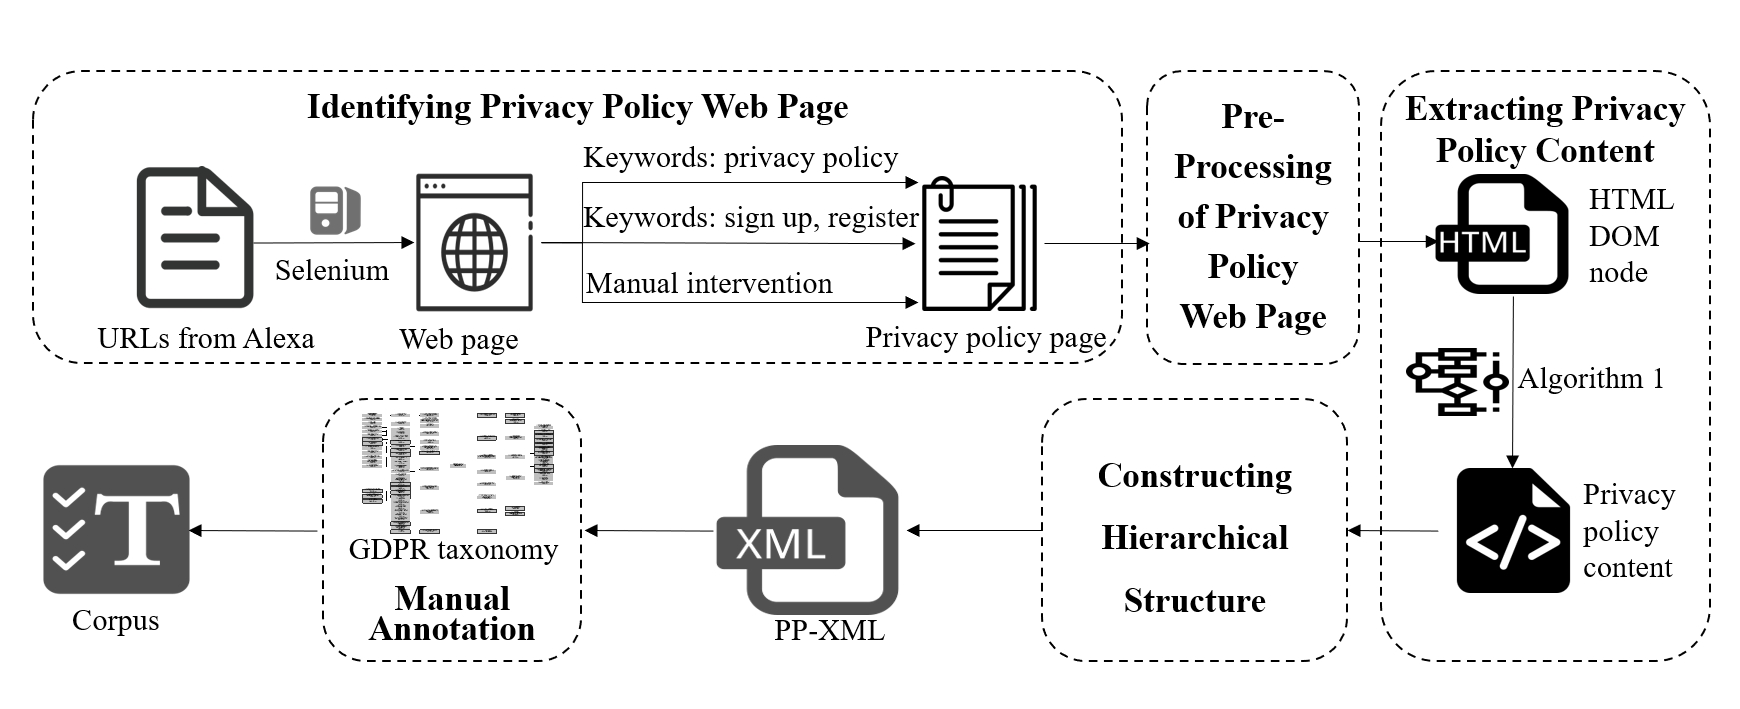 Identifying Privacy Policy Web Page
Keywords: privacy policy
Keywords: sign up, register
Manual intervention
Selenium
URLs from Alexa
Web page
Privacy policy page
Pre-
Processing
of Privacy
Policy
Web Page
Extracting Privacy
Policy Content
HTML
HTML
DOM
node
Algorithm 1
</>
Privacy
policy
content
Constructing
Hierarchical
Structure
XML
PP-XML
GDPR taxonomy
Manual
Annotation
T
Corpus